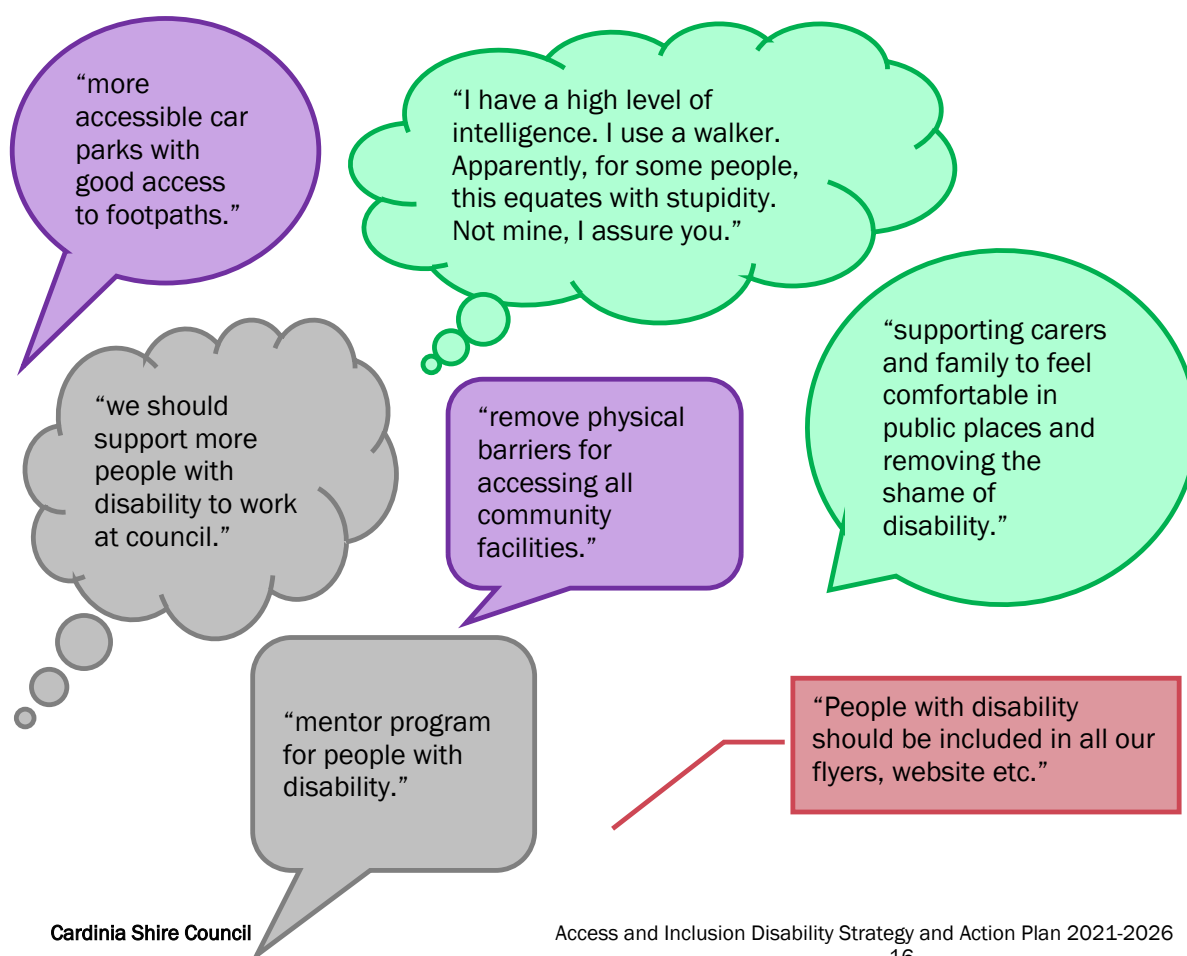 “more
accessible car
parks with
good access
to footpaths.”
“I have a high level of
intelligence. I use a walker.
Apparently, for some people,
this equates with stupidity.
Not mine, I assure you.”
“supporting carers
and family to feel
comfortable in
public places and
removing the
shame of
disability.”
“we should
support more
people with
disability to work
at council.”
“remove physical
barriers for
accessing all
community
facilities.”
“mentor program
for people with
disability.”
“People with disability
should be included in all our
flyers, website etc.”
Cardinia Shire Council
Access and Inclusion Disability Strategy and Action Plan 2021-2026
16